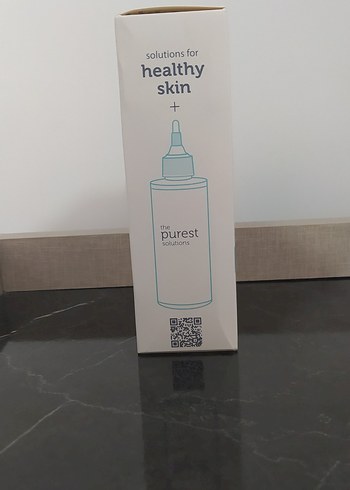 solutions for
healthy
skin
+
the
purest
solutions